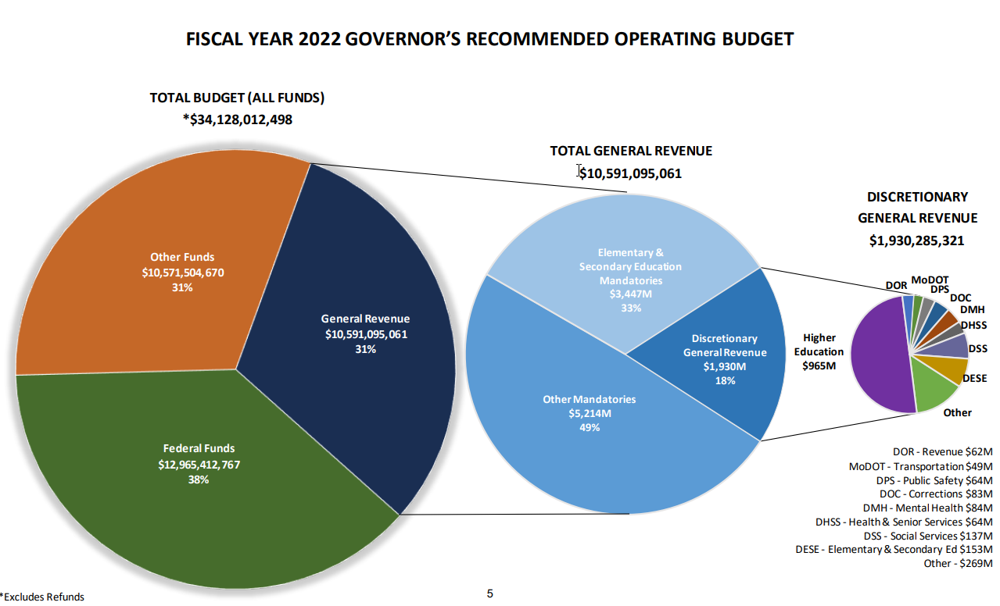 FISCAL YEAR 2022 GOVERNOR’S RECOMMENDED OPERATING BUDGET
TOTAL BUDGET (ALL FUNDS)
*$34,128,012,498
Other Funds
$10,571,504,670
31%
General Revenue
$10,591,095,061
31%
Federal Funds
$12,965,412,767
38%
TOTAL GENERAL REVENUE
$10,591,095,061
Elementary &
Secondary Education
Mandatories
$3,447M
33%
Discretionary
General Revenue
$1,930M
18%
Other Mandatories
$5,214M
49%
DISCRETIONARY
GENERAL REVENUE
$1,930,285,321
DOR
MoDOT
DPS
DOC
DMH
DHSS
DSS
DESE
Other
Higher
Education
$965M
DOR - Revenue $62M
MoDOT - Transportation $49M
DPS - Public Safety $64M
DOC - Corrections $83M
DMH - Mental Health $84M
DHSS - Health & Senior Services $64M
DSS - Social Services $137M
DESE - Elementary & Secondary Ed $153M
Other - $269M
*Excludes Refunds
5